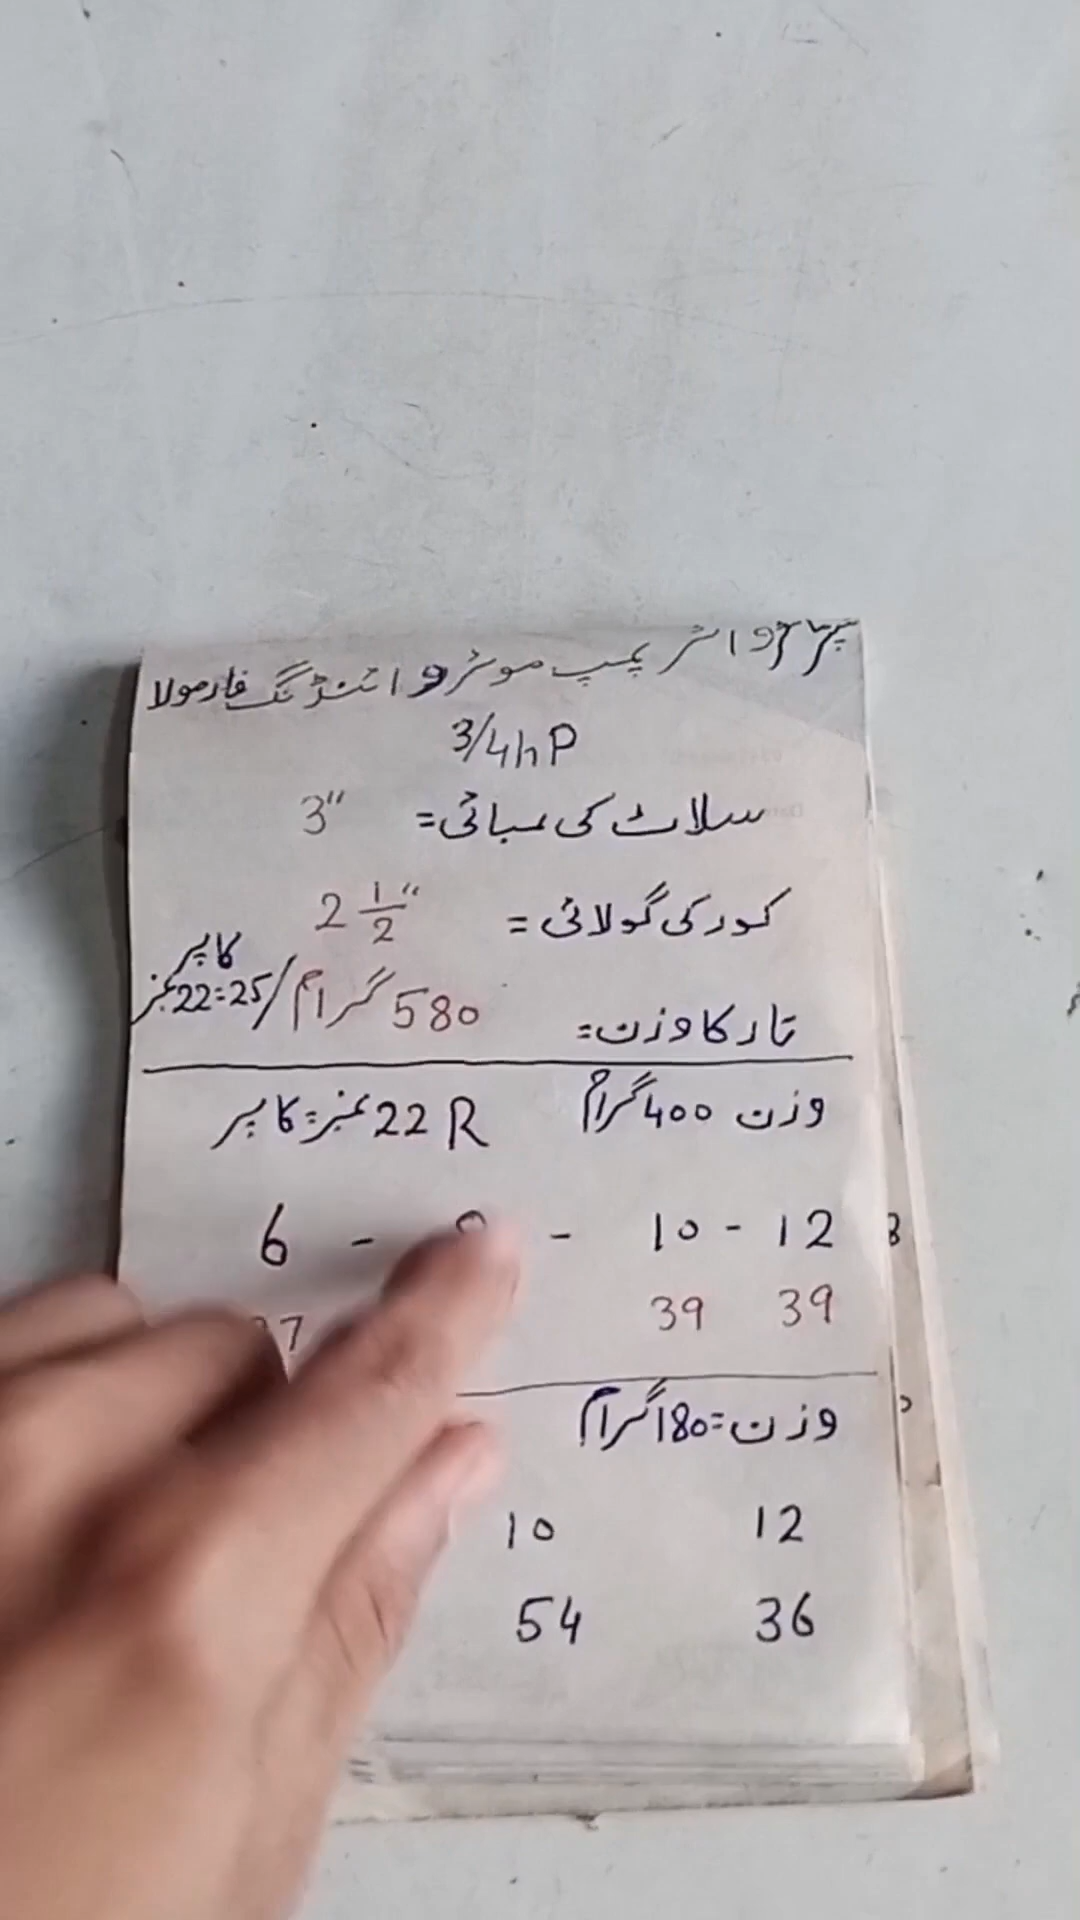 واٹر پمپ موٹر وائنڈنگ فارمولا
3/4hP
سلاٹ کی لمبائی= 3"
کور کی گولائی = 2 1/2"
تار کا وزن= 580 گرام/22=25 نمبر کاپر
وزن 400 گرام 22 R نمبر=کاپر
6 - - 10 - 12
39 39
وزن=180 گرام
10 12
54 36